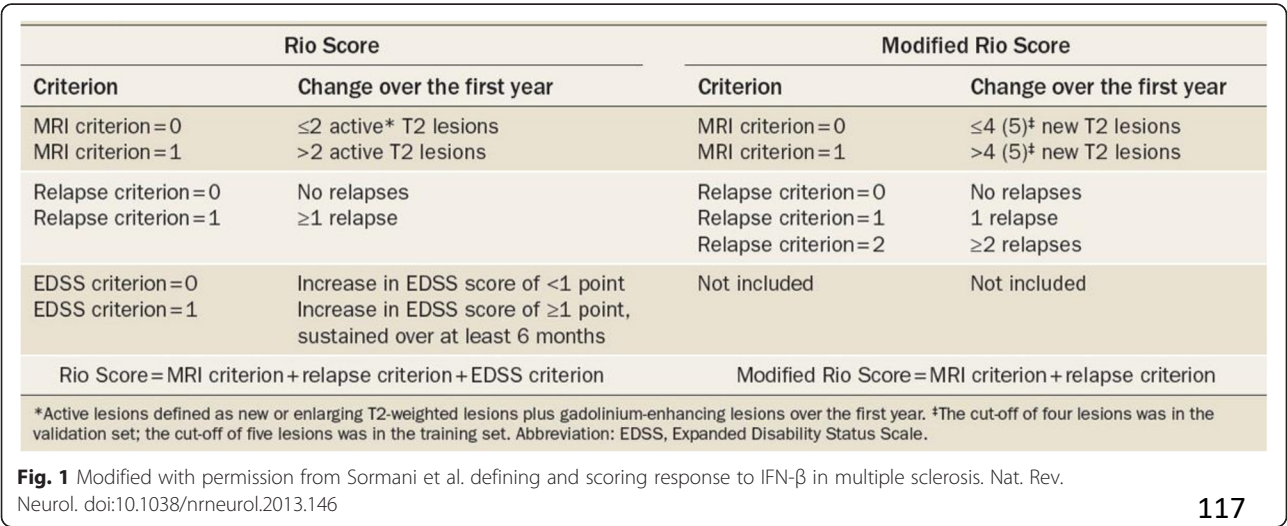 Rio Score Modified Rio Score
Criterion Change over the first year Criterion Change over the first year
MRI criterion=0 ≤2 active* T2 lesions MRI criterion=0 ≤4 (5)‡ new T2 lesions
MRI criterion=1 >2 active T2 lesions MRI criterion=1 >4 (5)‡ new T2 lesions
Relapse criterion=0 No relapses Relapse criterion=0 No relapses
Relapse criterion=1 ≥1 relapse Relapse criterion=1 1 relapse
Relapse criterion=2 ≥2 relapses
EDSS criterion=0 Increase in EDSS score of <1 point Not included Not included
EDSS criterion=1 Increase in EDSS score of ≥1 point,
sustained over at least 6 months
Rio Score=MRI criterion+relapse criterion+EDSS criterion Modified Rio Score=MRI criterion+relapse criterion
*Active lesions defined as new or enlarging T2-weighted lesions plus gadolinium-enhancing lesions over the first year. ‡The cut-off of four lesions was in the
validation set; the cut-off of five lesions was in the training set. Abbreviation: EDSS, Expanded Disability Status Scale.
Fig. 1 Modified with permission from Sormani et al. defining and scoring response to IFN-β in multiple sclerosis. Nat. Rev.
Neurol. doi:10.1038/nrneurol.2013.146
117